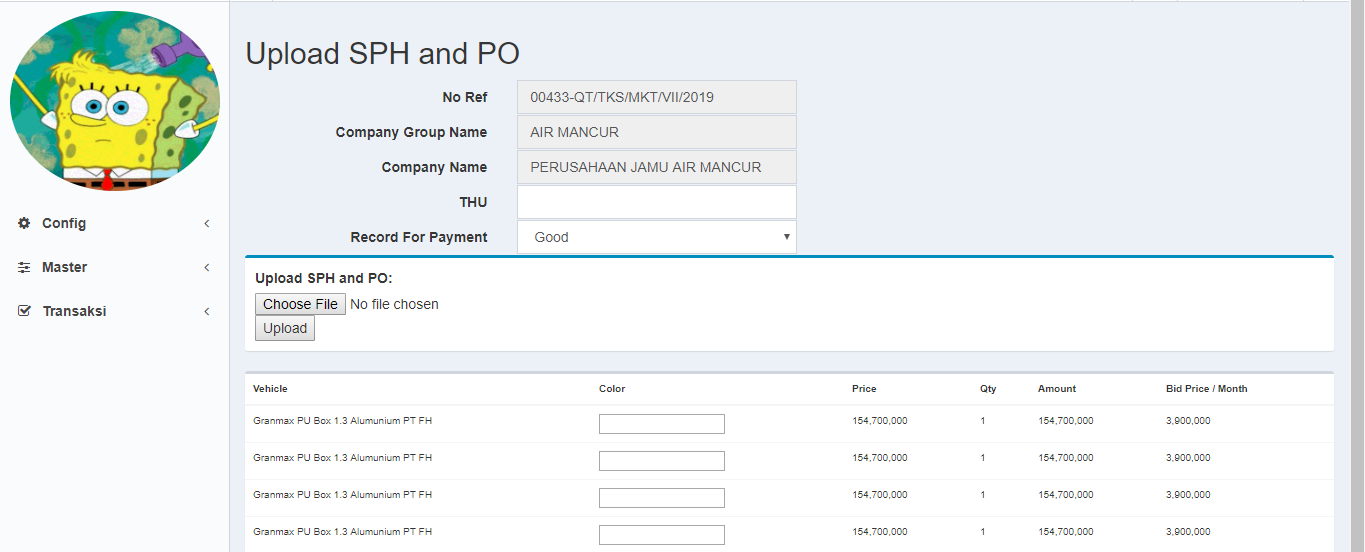 Upload SPH and PO
No Ref 00433-QT/TKS/MKT/VII/2019
Company Group Name AIR MANCUR
Company Name PERUSAHAAN JAMU AIR MANCUR
THU
Record For Payment Good
Config
Master
Transaksi
Upload SPH and PO:
Choose File No file chosen
Upload
Vehicle Color Price Qty Amount Bid Price / Month
Granmax PU Box 1.3 Alumunium PT FH 154,700,000 1 154,700,000 3,900,000
Granmax PU Box 1.3 Alumunium PT FH 154,700,000 1 154,700,000 3,900,000
Granmax PU Box 1.3 Alumunium PT FH 154,700,000 1 154,700,000 3,900,000
Granmax PU Box 1.3 Alumunium PT FH 154,700,000 1 154,700,000 3,900,000